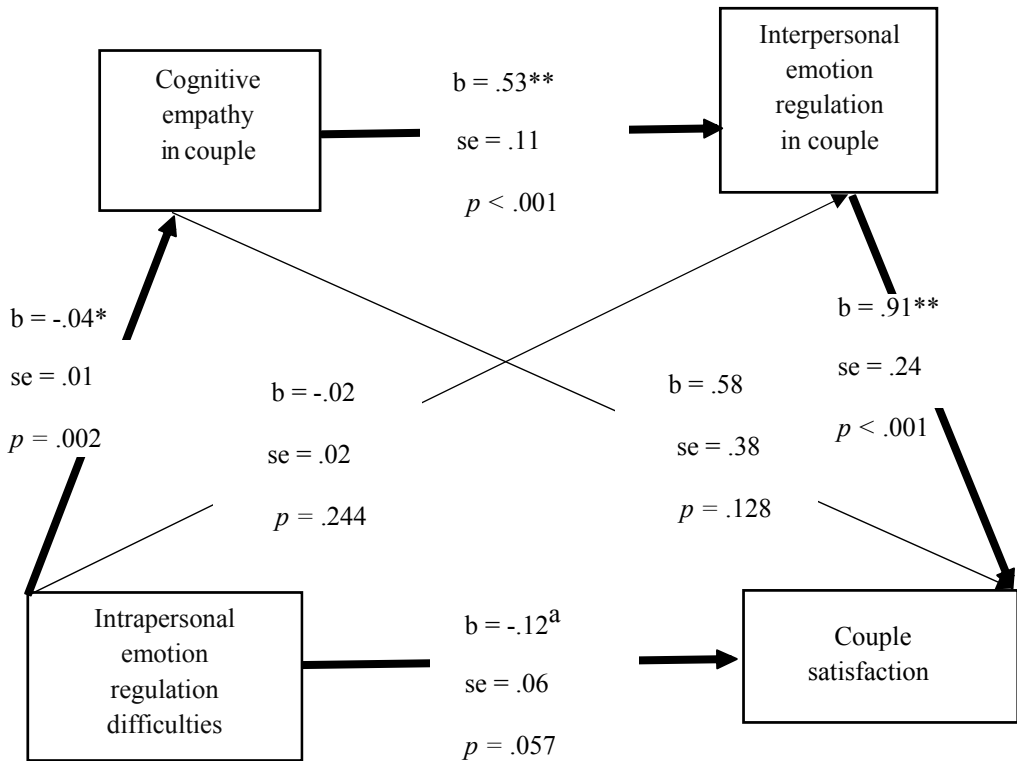 Cognitive
empathy
in couple
b = .53**
se = .11
p < .001
Interpersonal
emotion
regulation
in couple
b = -.04*
se = .01
p = .002
b = -.02
se = .02
p = .244
b = .58
se = .38
p = .128
b = .91**
se = .24
p < .001
Intrapersonal
emotion
regulation
difficulties
b = -.12a
se = .06
p = .057
Couple
satisfaction